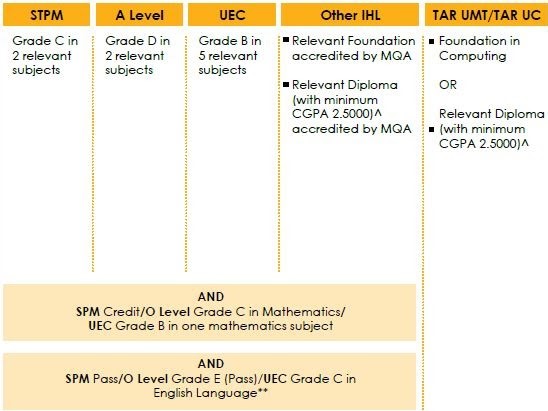 STPM
A Level
UEC
Other IHL
TAR UMT/TAR UC
Grade C in
2 relevant
subjects
Grade D in
2 relevant
subjects
Grade B in
5 relevant
subjects
▪ Relevant Foundation
accredited by MQA
▪ Relevant Diploma
(with minimum
CGPA 2.5000)^
accredited by MQA
▪ Foundation in
Computing
OR
Relevant Diploma
▪ (with minimum
CGPA 2.5000)^
AND
SPM Credit/O Level Grade C in Mathematics/
UEC Grade B in one mathematics subject
AND
SPM Pass/O Level Grade E (Pass)/UEC Grade C in
English Language**